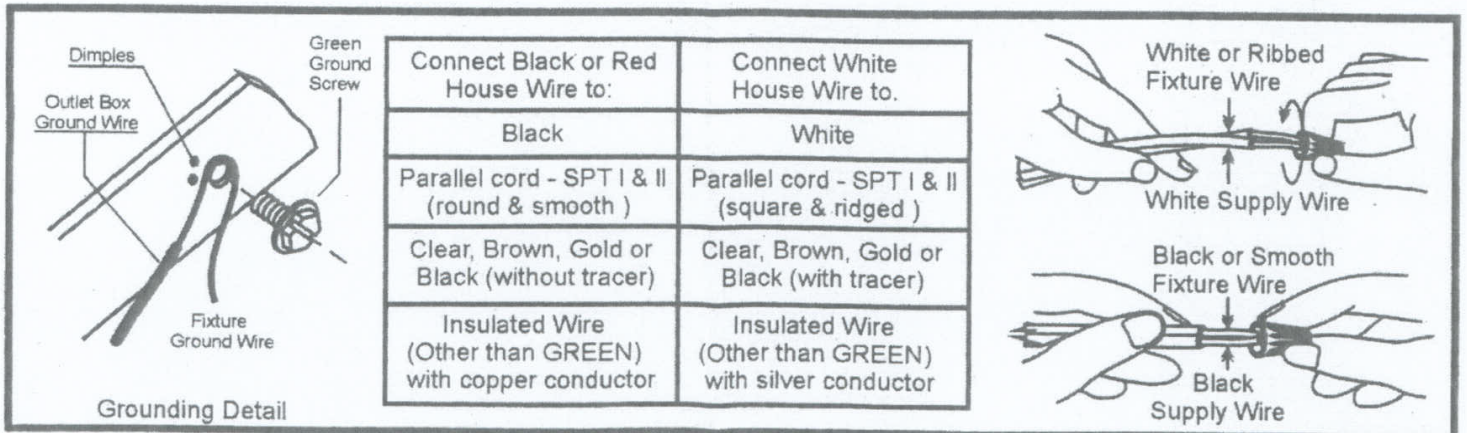 Dimples
Green
Ground
Screw
Outlet Box
Ground Wire
Fixture
Ground Wire
Grounding Detail
Connect Black or Red
House Wire to:
Connect White
House Wire to.
Black
White
Parallel cord - SPT I & II
(round & smooth )
Parallel cord - SPT I & II
(square & ridged )
Clear, Brown, Gold or
Black (without tracer)
Clear, Brown, Gold or
Black (with tracer)
Insulated Wire
(Other than GREEN)
with copper conductor
Insulated Wire
(Other than GREEN)
with silver conductor
White or Ribbed
Fixture Wire
White Supply Wire
Black or Smooth
Fixture Wire
Black
Supply Wire